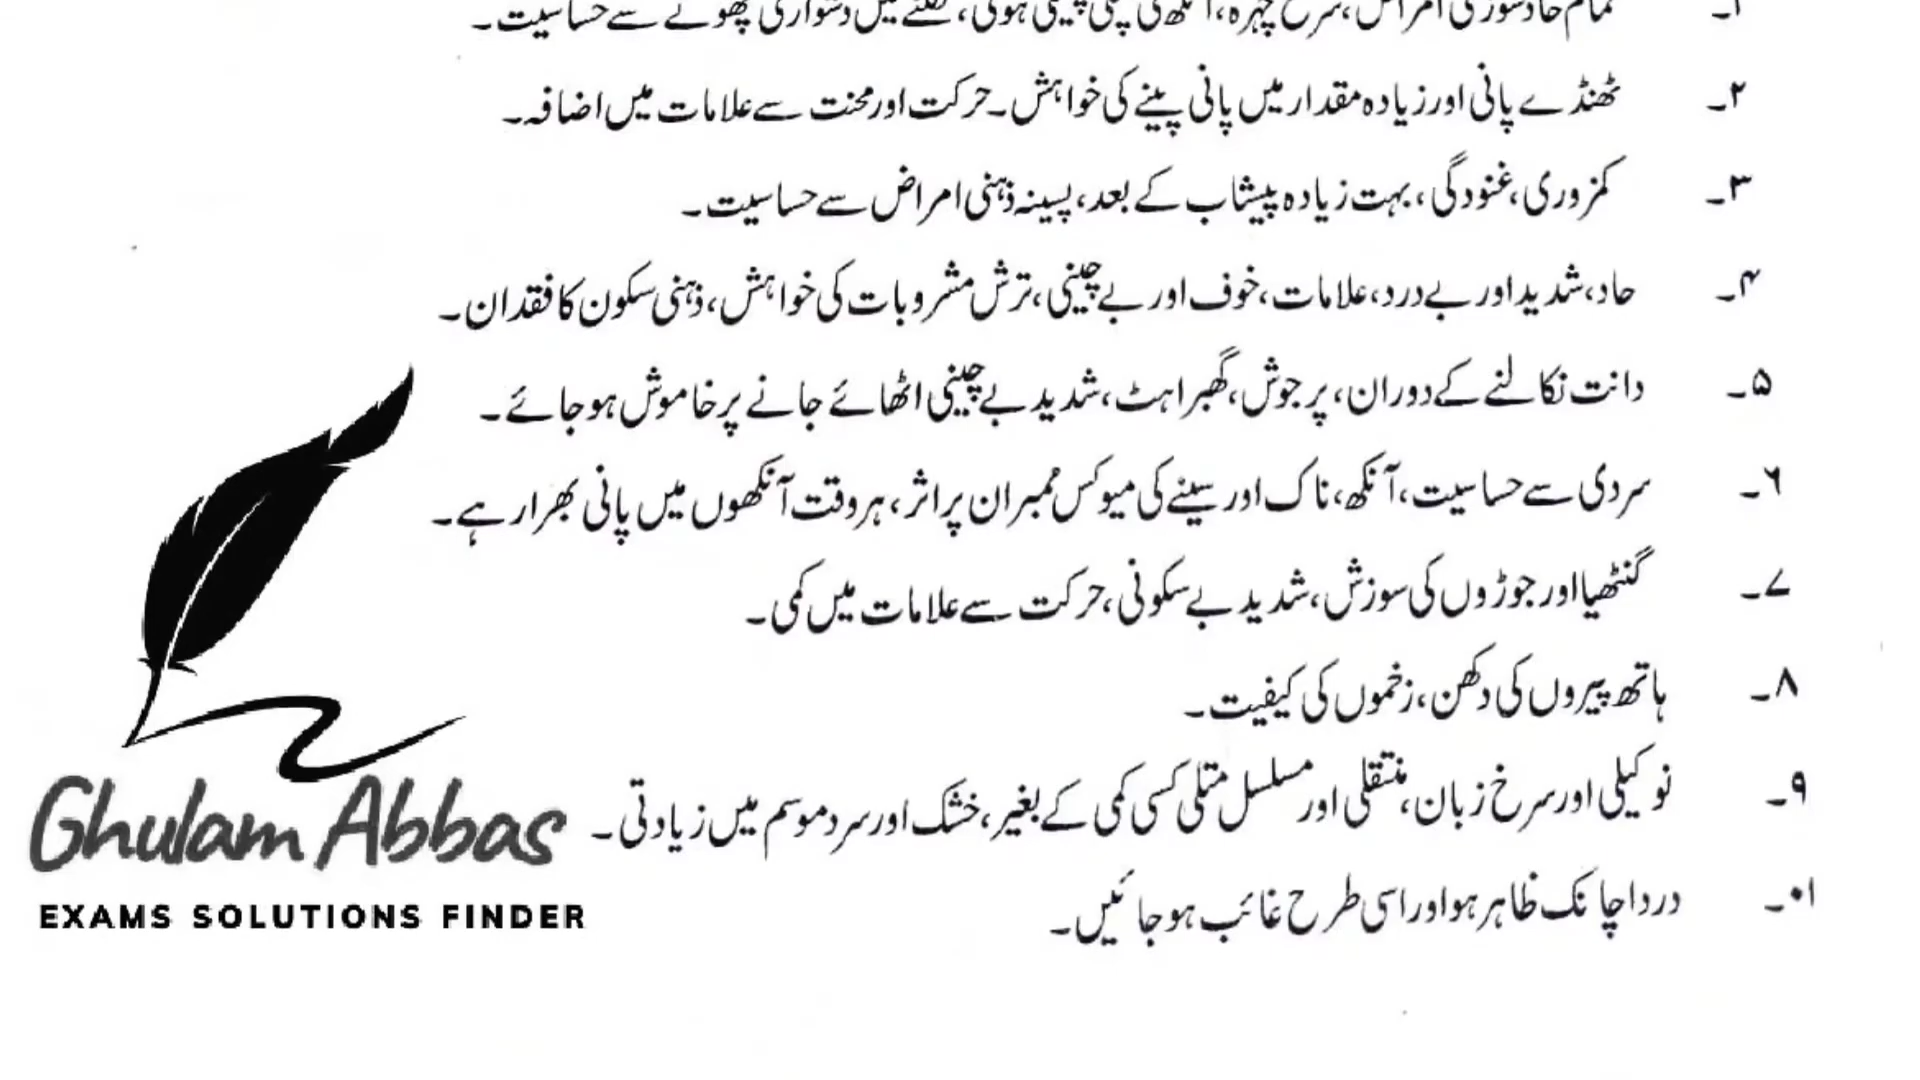 ۱۔ تمام حاد سوزشی امراض، سرخ چہرہ، آنکھ کی پتلی پھیلی ہوئی، نگلنے میں دشواری چھونے سے حساسیت۔
۲۔ ٹھنڈے پانی اور زیادہ مقدار میں پانی پینے کی خواہش۔ حرکت اور محنت سے علامات میں اضافہ۔
۳۔ کمزوری، غنودگی، بہت زیادہ پیشاب کے بعد، پسینہ ذہنی امراض سے حساسیت۔
۴۔ حاد، شدید اور بے درد، علامات، خوف اور بے چینی، ترش مشروبات کی خواہش، ذہنی سکون کا فقدان۔
۵۔ دانت نکالنے کے دوران، پرجوش، گھبراہٹ، شدید بے چینی اٹھائے جانے پر خاموش ہو جائے۔
۶۔ سردی سے حساسیت، آنکھ، ناک اور سینے کی میوکس ممبران پر اثر، ہر وقت آنکھوں میں پانی بھرا رہے۔
۷۔ گنٹھیا اور جوڑوں کی سوزش، شدید بے سکونی، حرکت سے علامات میں کمی۔
۸۔ ہاتھ پیروں کی دکھن، زخموں کی کیفیت۔
۹۔ نوکیلی اور سرخ زبان، منتقلی اور مسلسل متلی کسی کمی کے بغیر، خشک اور سرد موسم میں زیادتی۔
۱۰۔ درد اچانک ظاہر ہو اور اسی طرح غائب ہو جائیں۔
Ghulam Abbas
EXAMS SOLUTIONS FINDER